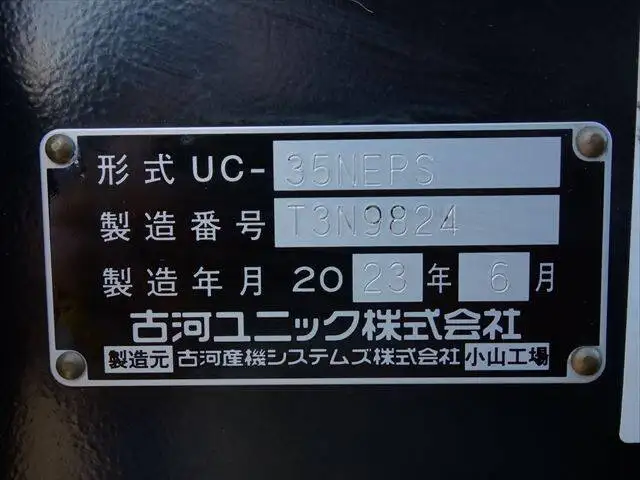 形式 UC- 35NEPS
製造番号 T3N9824
製造年月 2023年 6月
古河ユニック株式会社
製造元 古河産機システムズ株式会社 小山工場